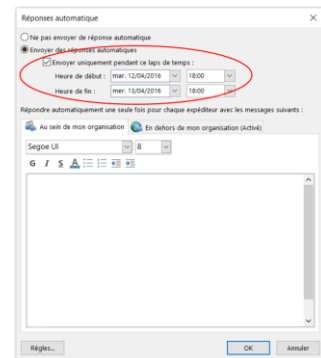 Réponses automatique
Ne pas envoyer de réponse automatique
Envoyer des réponses automatiques
Envoyer uniquement pendant ce laps de temps :
Heure de début : mar. 12/04/2016 18:00
Heure de fin : mer. 13/04/2016 18:00
Répondre automatiquement une seule fois pour chaque expéditeur avec les messages suivants :
Au sein de mon organisation En dehors de mon organisation (Activé)
Segoe UI 8
G I S A
Règles... OK Annuler